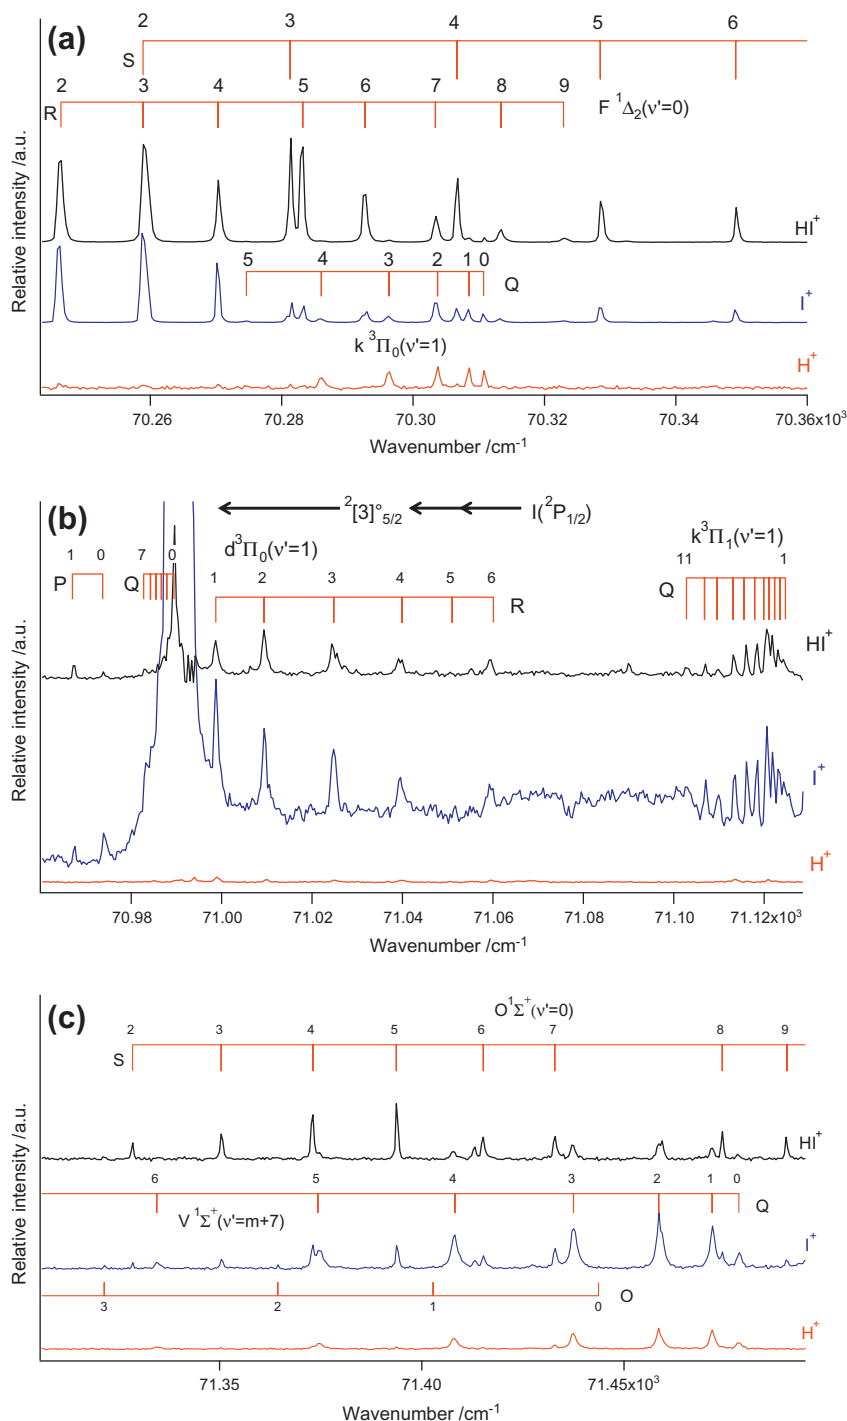 (a)
2 3 4 5 6
S
2 3 4 5 6 7 8 9
R
F ¹Δ₂(ν'=0)
HI⁺
5 4 3 2 1 0
Q
I⁺
k ³Π₀(ν'=1)
H⁺
Relative intensity /a.u.
70.26 70.28 70.30 70.32 70.34 70.36x10³
Wavenumber /cm⁻¹
(b)
²[3]°₅/₂ I(²P₁/₂)
1 0 7 0 d³Π₀(ν'=1) k³Π₁(ν'=1)
P Q 1 2 3 4 5 6 R 11 1
Q
HI⁺
I⁺
H⁺
Relative intensity /a.u.
70.98 71.00 71.02 71.04 71.06 71.08 71.10 71.12x10³
Wavenumber /cm⁻¹
(c)
O¹Σ⁺(ν'=0)
2 3 4 5 6 7 8 9
S
HI⁺
6 5 4 3 2 1 0
Q
V ¹Σ⁺(ν'=m+7)
I⁺
3 2 1 0
O
H⁺
Relative intensity /a.u.
71.35 71.40 71.45x10³
Wavenumber /cm⁻¹